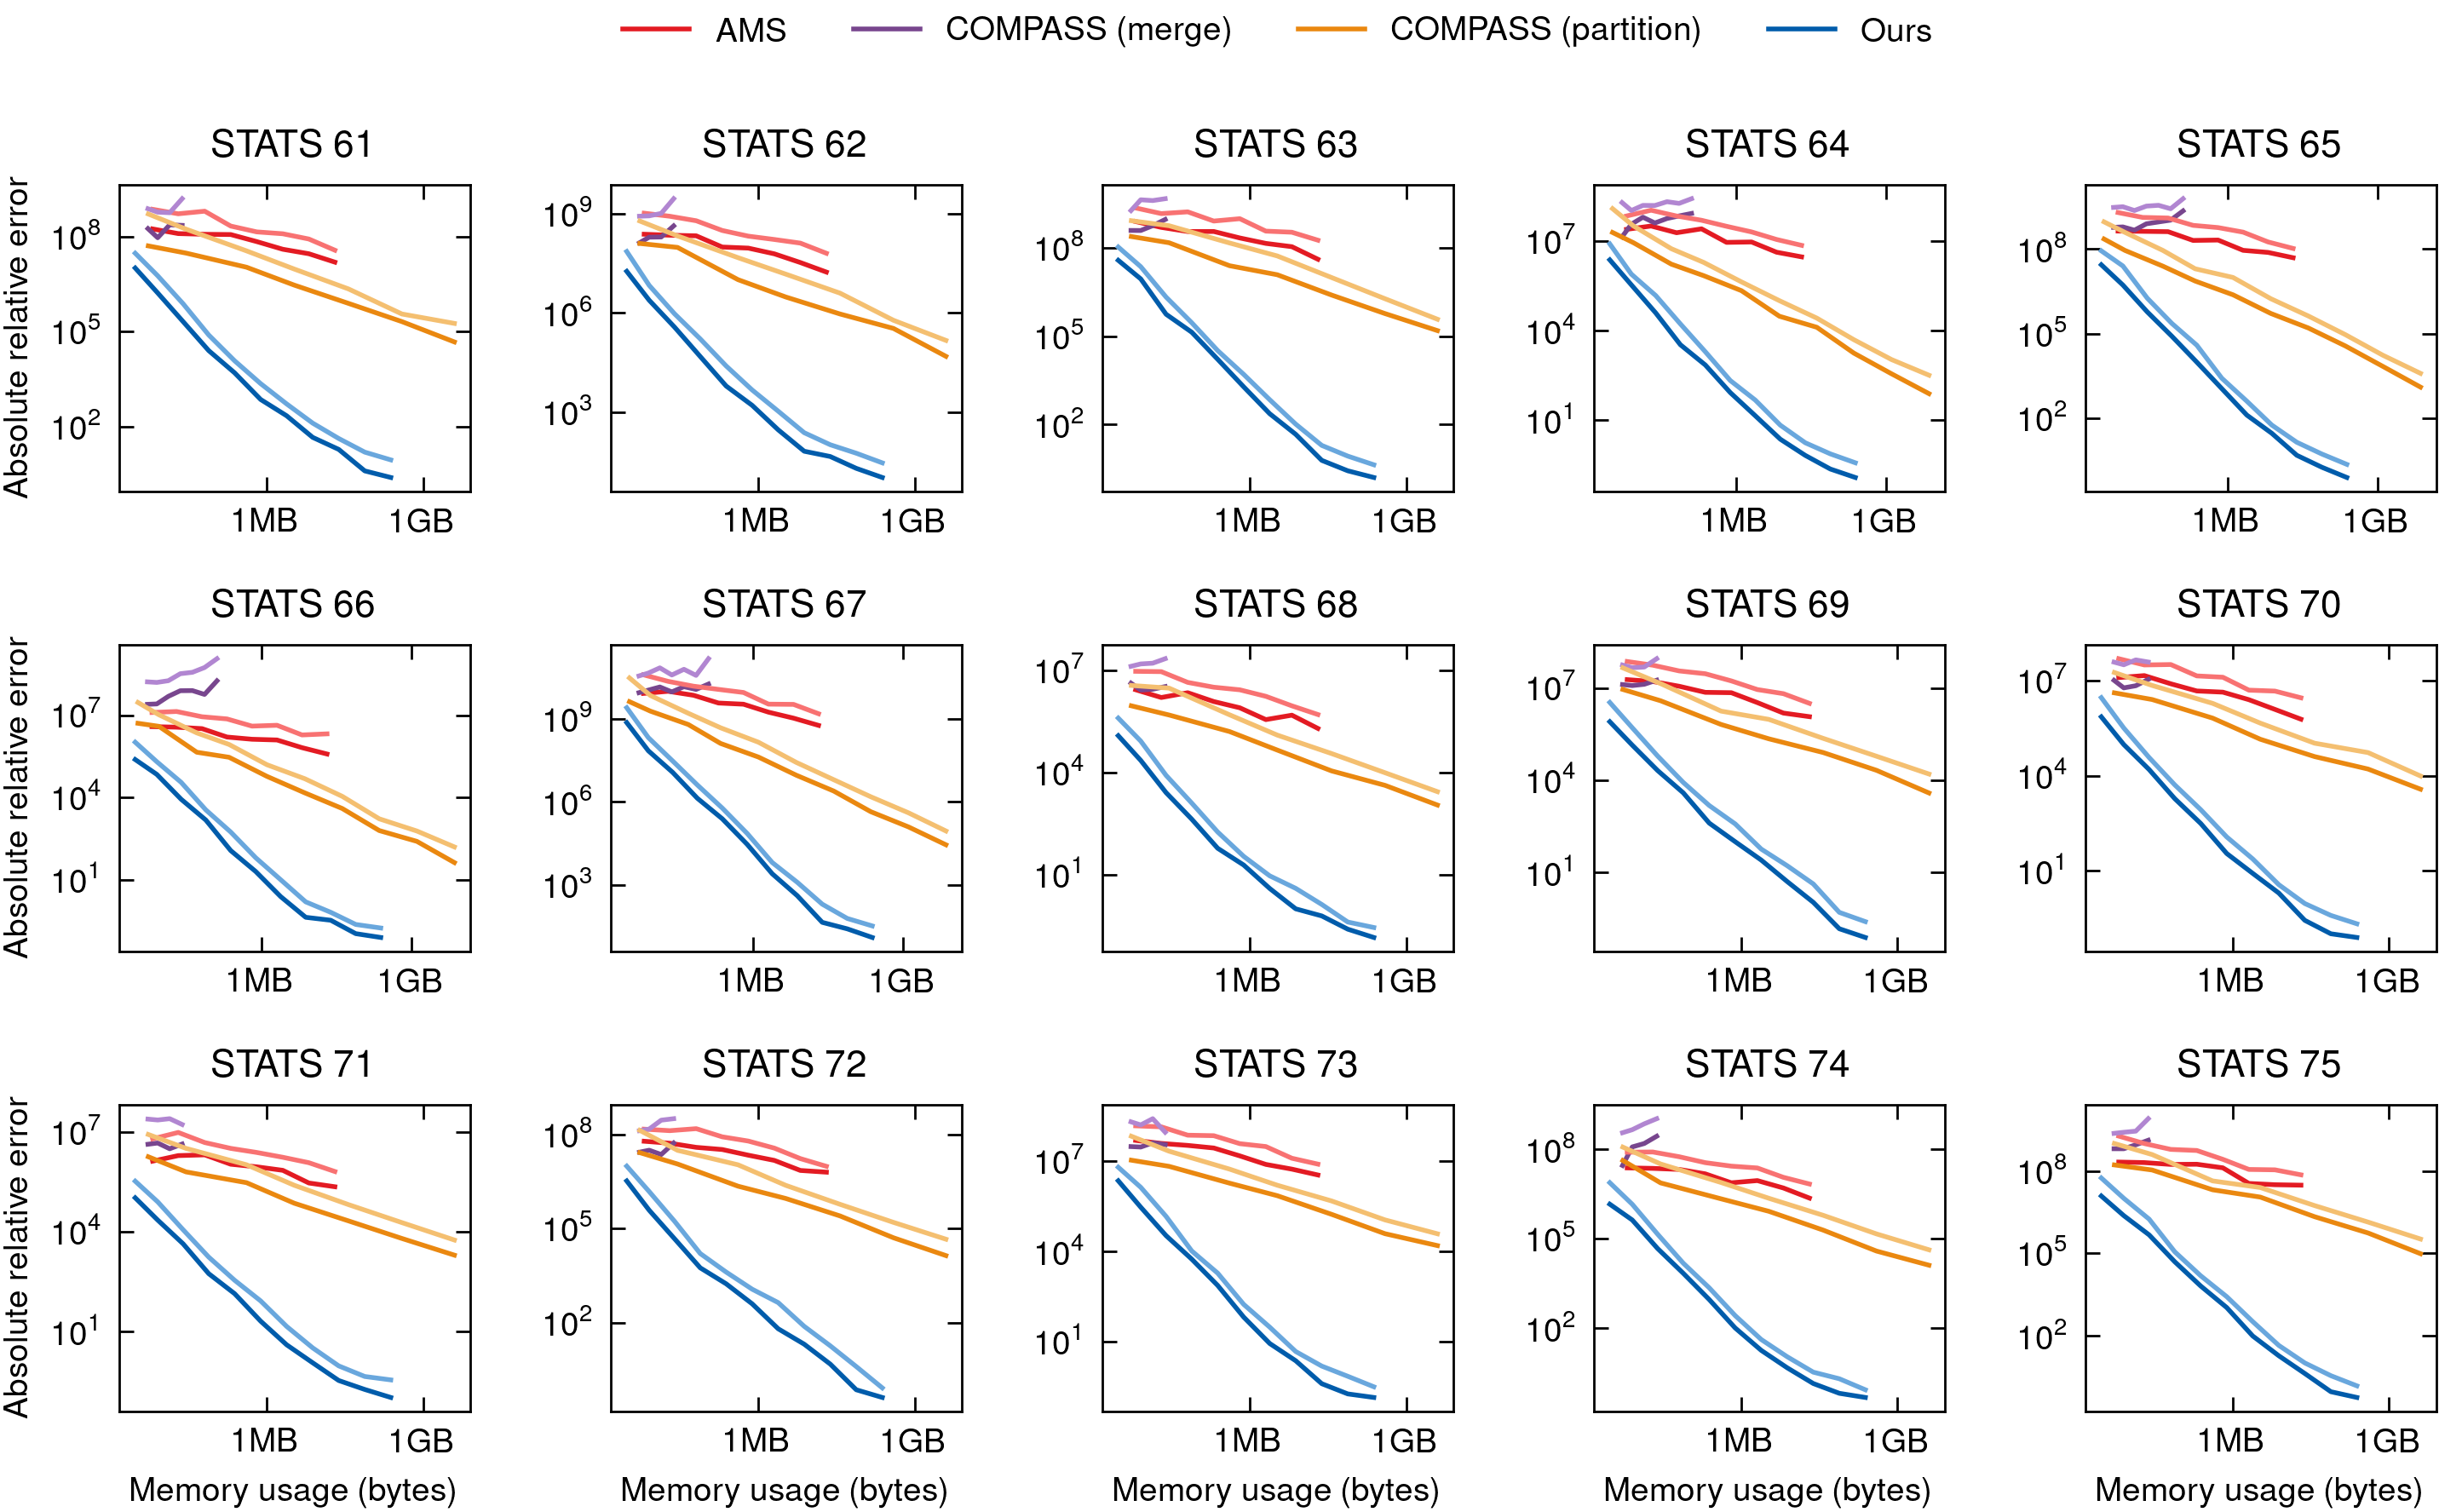 AMS COMPASS (merge) COMPASS (partition) Ours
STATS 61 STATS 62 STATS 63 STATS 64 STATS 65
Absolute relative error
10^8 10^5 10^2
10^9 10^6 10^3
10^8 10^5 10^2
10^7 10^4 10^1
10^8 10^5 10^2
1MB 1GB 1MB 1GB 1MB 1GB 1MB 1GB 1MB 1GB
STATS 66 STATS 67 STATS 68 STATS 69 STATS 70
Absolute relative error
10^7 10^4 10^1
10^9 10^6 10^3
10^7 10^4 10^1
10^7 10^4 10^1
10^7 10^4 10^1
1MB 1GB 1MB 1GB 1MB 1GB 1MB 1GB 1MB 1GB
STATS 71 STATS 72 STATS 73 STATS 74 STATS 75
Absolute relative error
10^7 10^4 10^1
10^8 10^5 10^2
10^7 10^4 10^1
10^8 10^5 10^2
10^8 10^5 10^2
1MB 1GB 1MB 1GB 1MB 1GB 1MB 1GB 1MB 1GB
Memory usage (bytes) Memory usage (bytes) Memory usage (bytes) Memory usage (bytes) Memory usage (bytes)